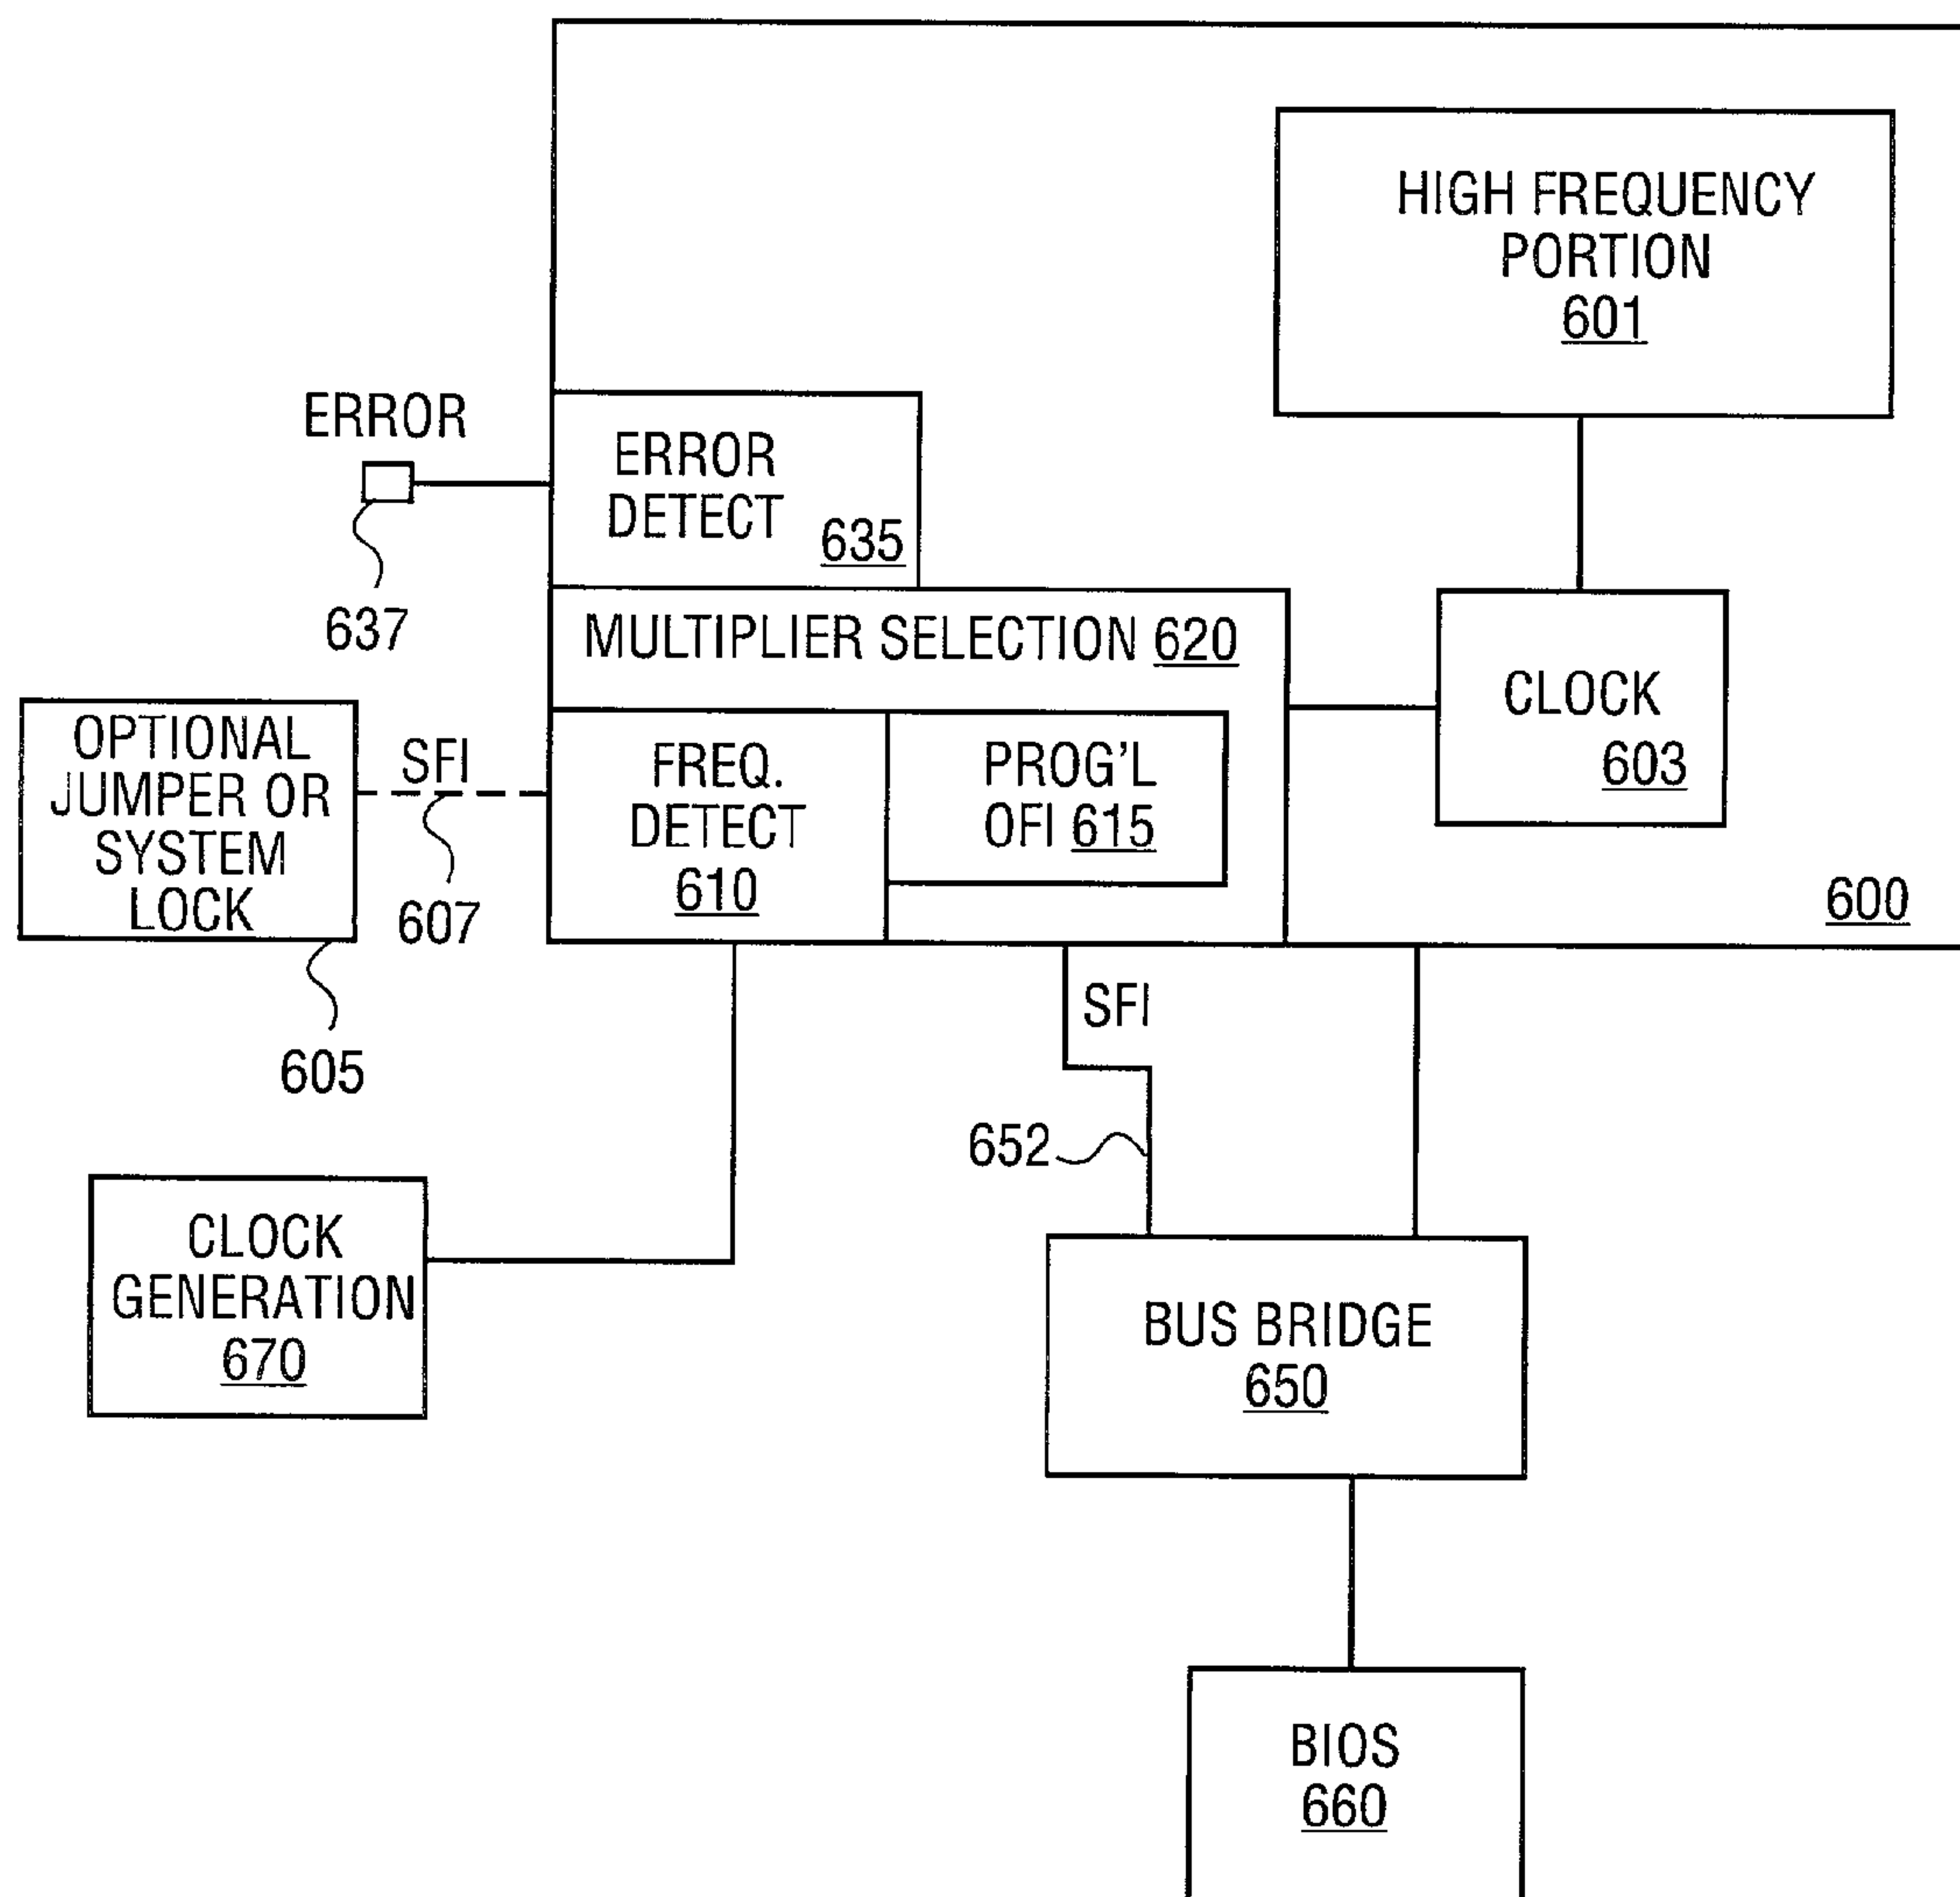 HIGH FREQUENCY
PORTION
601
ERROR
ERROR
DETECT
635
637
MULTIPLIER SELECTION 620
CLOCK
603
OPTIONAL
JUMPER OR
SYSTEM
LOCK
SFI
FREQ.
DETECT
610
PROG'L
OFI 615
607
600
605
SFI
652
CLOCK
GENERATION
670
BUS BRIDGE
650
BIOS
660